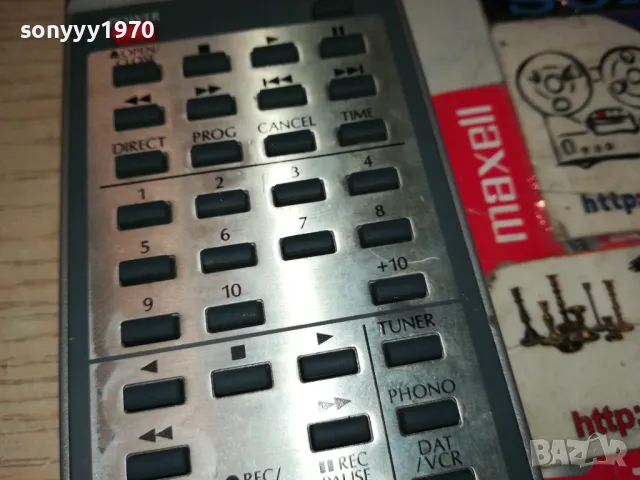 sonyyy1970
OPEN/
CLOSE
DIRECT PROG CANCEL TIME
1 2 3 4
5 6 7 8
9 10 +10
TUNER
PHONO
DAT
/VCR
REC/
REC
PAUSE
maxell
http:
http:
bazar